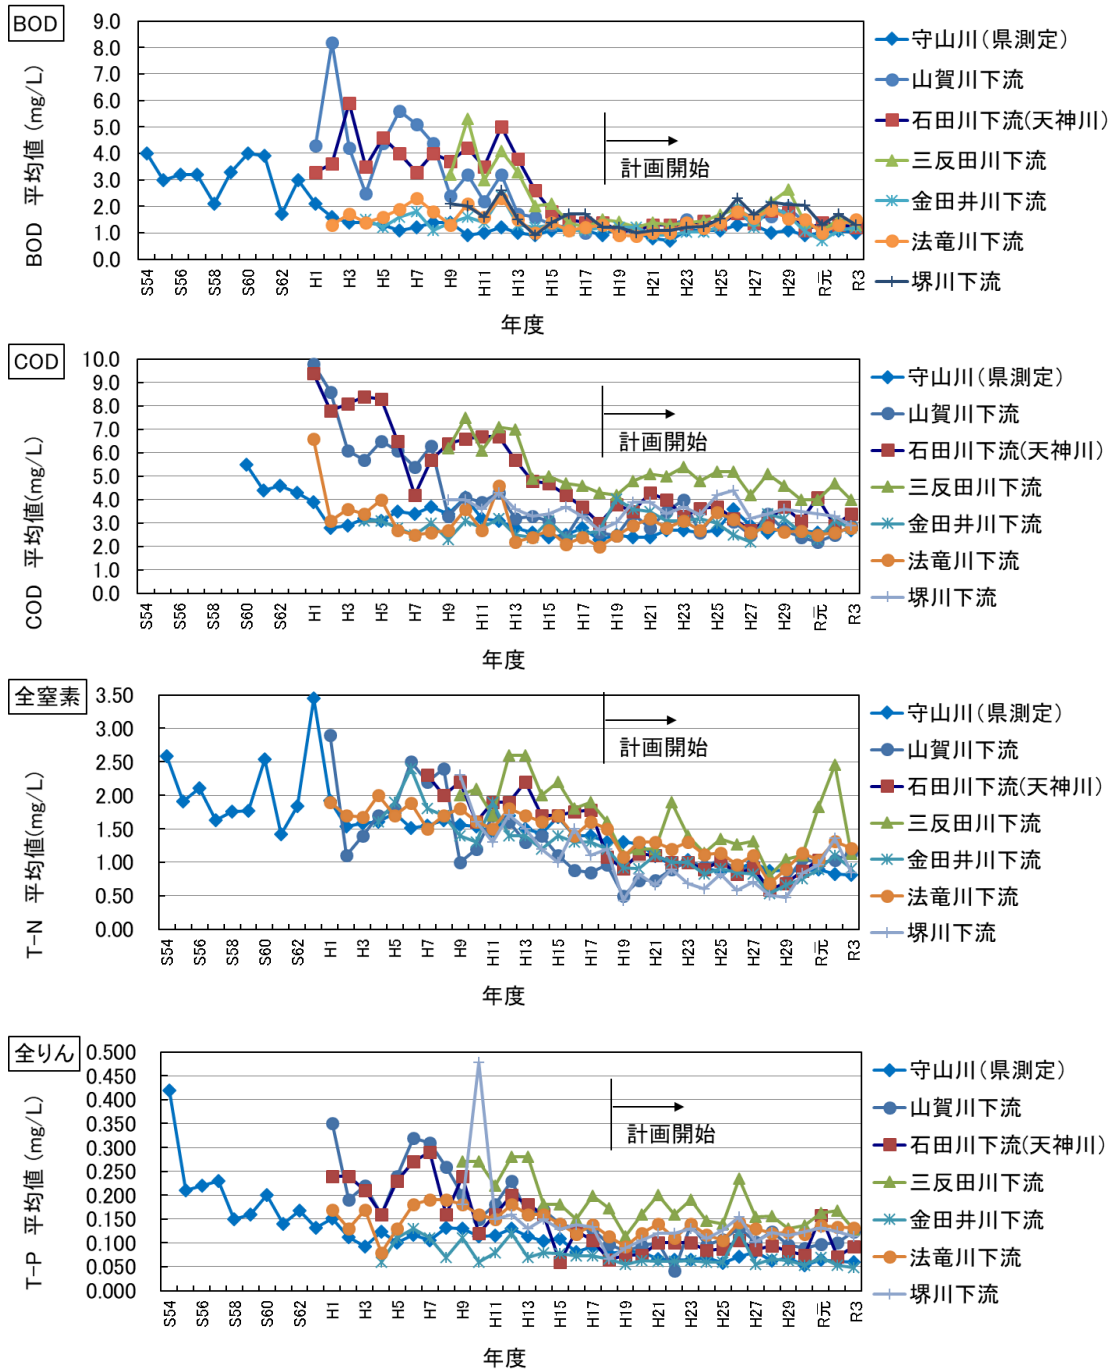 BOD
BOD 平均値 (mg/L)
9.0
8.0
7.0
6.0
5.0
4.0
3.0
2.0
1.0
0.0
計画開始
S54 S56 S58 S60 S62 H1 H3 H5 H7 H9 H11 H13 H15 H17 H19 H21 H23 H25 H27 H29 R元 R3
年度
守山川(県測定)
山賀川下流
石田川下流(天神川)
三反田川下流
金田井川下流
法竜川下流
堺川下流
COD
COD 平均値(mg/L)
10.0
9.0
8.0
7.0
6.0
5.0
4.0
3.0
2.0
1.0
0.0
計画開始
S54 S56 S58 S60 S62 H1 H3 H5 H7 H9 H11 H13 H15 H17 H19 H21 H23 H25 H27 H29 R元 R3
年度
守山川(県測定)
山賀川下流
石田川下流(天神川)
三反田川下流
金田井川下流
法竜川下流
堺川下流
全窒素
T-N 平均値(mg/L)
3.50
3.00
2.50
2.00
1.50
1.00
0.50
0.00
計画開始
S54 S56 S58 S60 S62 H1 H3 H5 H7 H9 H11 H13 H15 H17 H19 H21 H23 H25 H27 H29 R元 R3
年度
守山川(県測定)
山賀川下流
石田川下流(天神川)
三反田川下流
金田井川下流
法竜川下流
堺川下流
全りん
T-P 平均値 (mg/L)
0.500
0.450
0.400
0.350
0.300
0.250
0.200
0.150
0.100
0.050
0.000
計画開始
S54 S56 S58 S60 S62 H1 H3 H5 H7 H9 H11 H13 H15 H17 H19 H21 H23 H25 H27 H29 R元 R3
年度
守山川(県測定)
山賀川下流
石田川下流(天神川)
三反田川下流
金田井川下流
法竜川下流
堺川下流